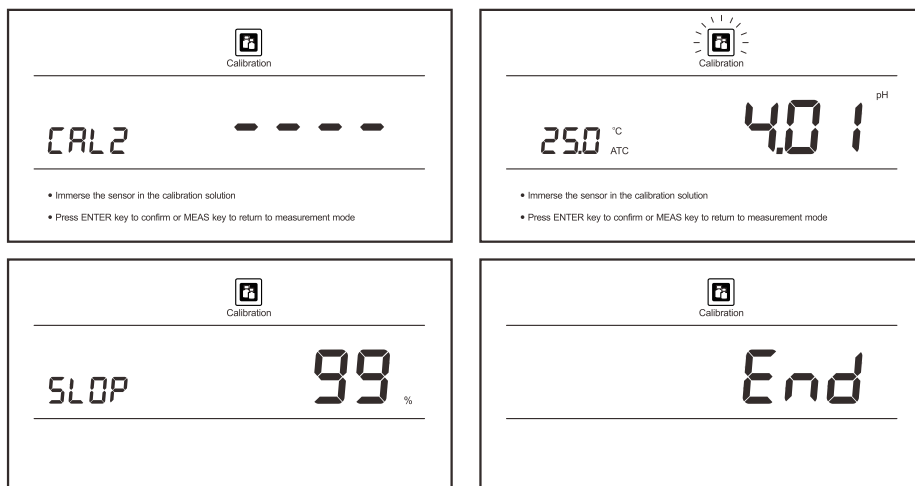 Calibration
CAL2 ----
• Immerse the sensor in the calibration solution
• Press ENTER key to confirm or MEAS key to return to measurement mode
Calibration
25.0 °C ATC 4.01 pH
• Immerse the sensor in the calibration solution
• Press ENTER key to confirm or MEAS key to return to measurement mode
Calibration
SLOP 99 %
Calibration
End